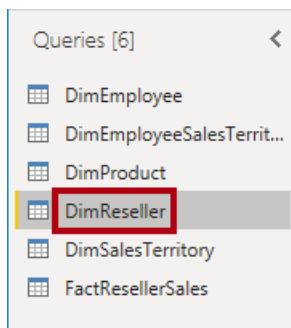 Queries [6]
DimEmployee
DimEmployeeSalesTerrit...
DimProduct
DimReseller
DimSalesTerritory
FactResellerSales